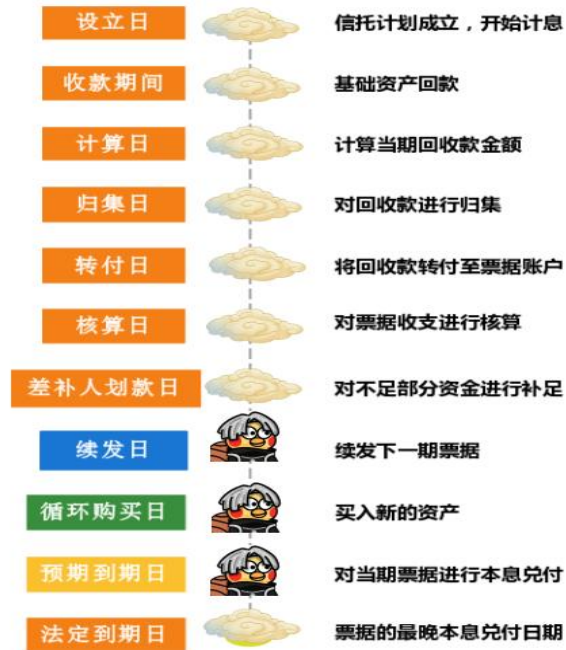 设立日 信托计划成立，开始计息
收款期间 基础资产回款
计算日 计算当期回收款金额
归集日 对回收款进行归集
转付日 将回收款转付至票据账户
核算日 对票据收支进行核算
差补人划款日 对不足部分资金进行补足
续发日 续发下一期票据
循环购买日 买入新的资产
预期到期日 对当期票据进行本息兑付
法定到期日 票据的最晚本息兑付日期